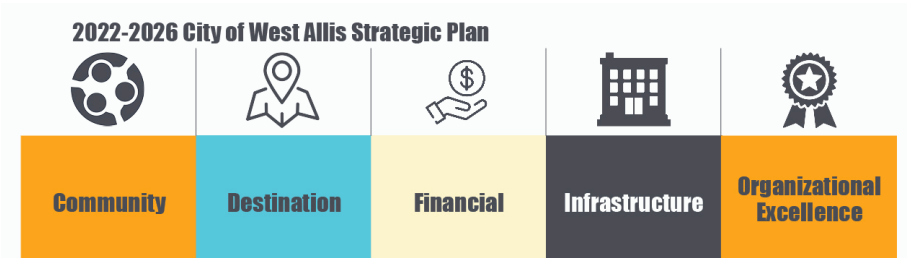 2022-2026 City of West Allis Strategic Plan
$
Community
Destination
Financial
Infrastructure
Organizational
Excellence